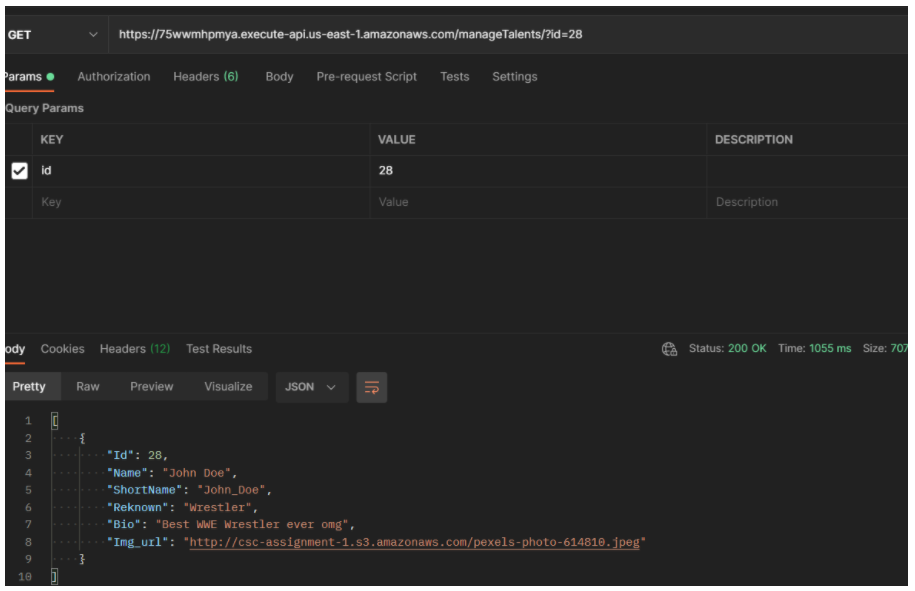 GET https://75wwmhpmya.execute-api.us-east-1.amazonaws.com/manageTalents/?id=28
Params Authorization Headers (6) Body Pre-request Script Tests Settings
Query Params
KEY VALUE DESCRIPTION
id 28
Key Value Description
ody Cookies Headers (12) Test Results Status: 200 OK Time: 1055 ms Size: 707
Pretty Raw Preview Visualize JSON
1 [
2 {
3 "Id": 28,
4 "Name": "John Doe",
5 "ShortName": "John_Doe",
6 "Reknown": "Wrestler",
7 "Bio": "Best WWE Wrestler ever omg",
8 "Img_url": "http://csc-assignment-1.s3.amazonaws.com/pexels-photo-614810.jpeg"
9 }
10 ]